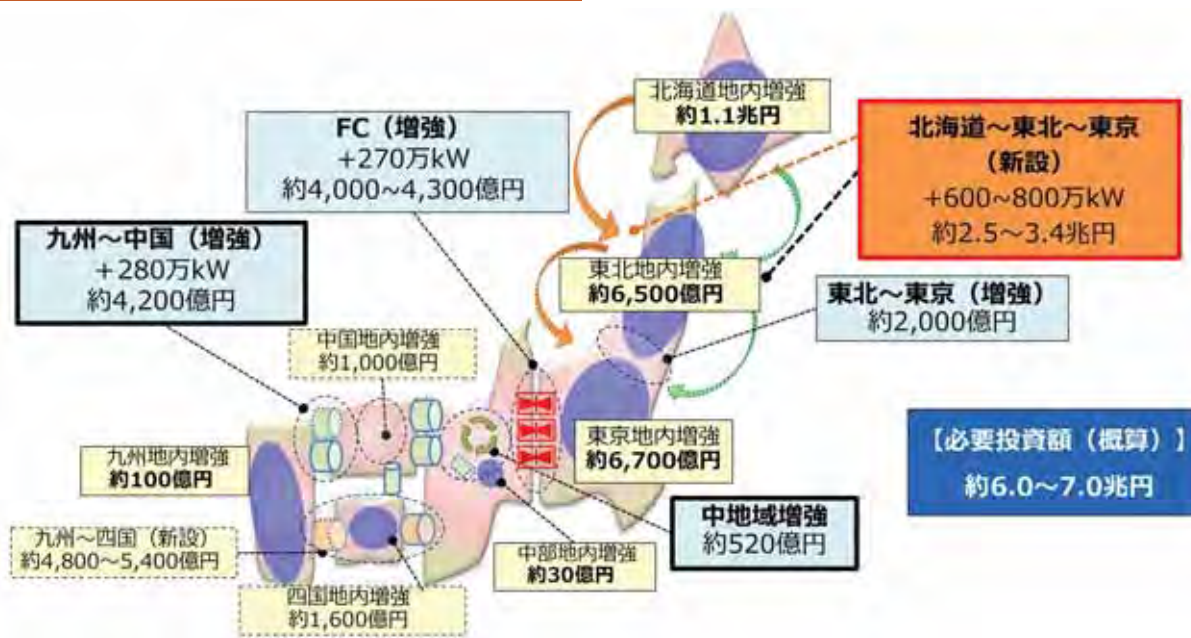 北海道地内増強
約1.1兆円
FC（増強）
+270万kW
約4,000～4,300億円
北海道～東北～東京
（新設）
+600～800万kW
約2.5～3.4兆円
九州～中国（増強）
+280万kW
約4,200億円
東北地内増強
約6,500億円
東北～東京（増強）
約2,000億円
中国地内増強
約1,000億円
九州地内増強
約100億円
東京地内増強
約6,700億円
【必要投資額（概算）】
約6.0～7.0兆円
中地域増強
約520億円
九州～四国（新設）
約4,800～5,400億円
中部地内増強
約30億円
四国地内増強
約1,600億円